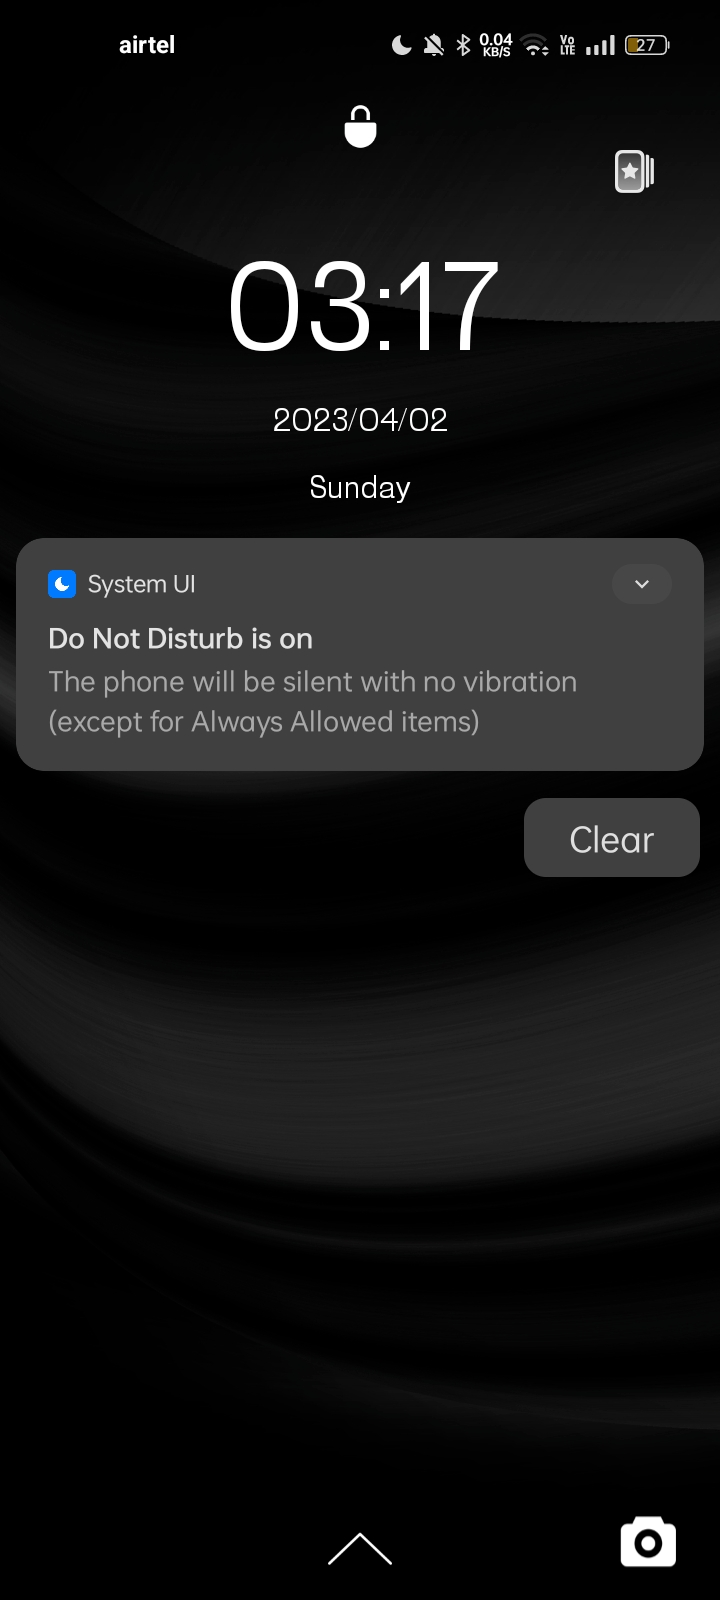 airtel
0.04
KB/S
Vo
LTE
27
03:17
2023/04/02
Sunday
System UI
Do Not Disturb is on
The phone will be silent with no vibration
(except for Always Allowed items)
Clear